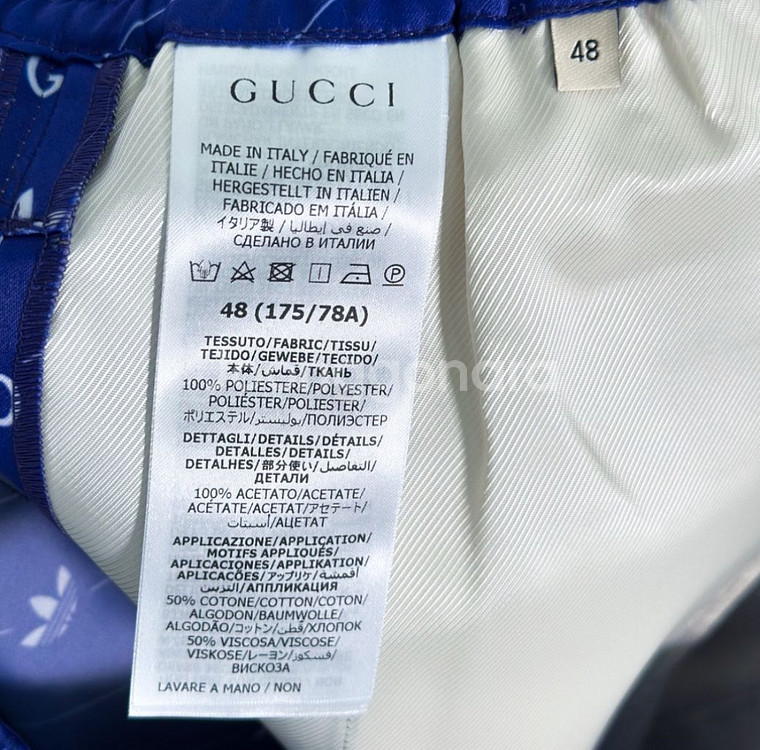 GUCCI
48
MADE IN ITALY / FABRIQUÉ EN
ITALIE / HECHO EN ITALIA /
HERGESTELLT IN ITALIEN /
FABRICADO EM ITÁLIA /
イタリア製 / صنع في إيطاليا /
СДЕЛАНО В ИТАЛИИ
48 (175/78A)
TESSUTO/FABRIC/TISSU/
TEJIDO/GEWEBE/TECIDO/
本体/قماش/ТКАНЬ
100% POLIESTERE/POLYESTER/
POLIÉSTER/POLIESTER/
ポリエステル/بوليستر/ПОЛИЭСТЕР
DETTAGLI/DETAILS/DÉTAILS/
DETALLES/DETAILS/
DETALHES/部分使い/التفاصيل/
ДЕТАЛИ
100% ACETATO/ACETATE/
ACÉTATE/ACETAT/アセテート/
أسيتات/АЦЕТАТ
APPLICAZIONE/APPLICATION/
MOTIFS APPLIQUÉS/
APLICACIONES/APPLIKATION/
APLICAÇÕES/アップリケ/أقمشة
التزيين/АППЛИКАЦИЯ
50% COTONE/COTTON/COTON/
ALGODON/BAUMWOLLE/
ALGODÃO/コットン/قطن/ХЛОПОК
50% VISCOSA/VISCOSE/
VISKOSE/レーヨン/فسكوز/
ВИСКОЗА
LAVARE A MANO / NON